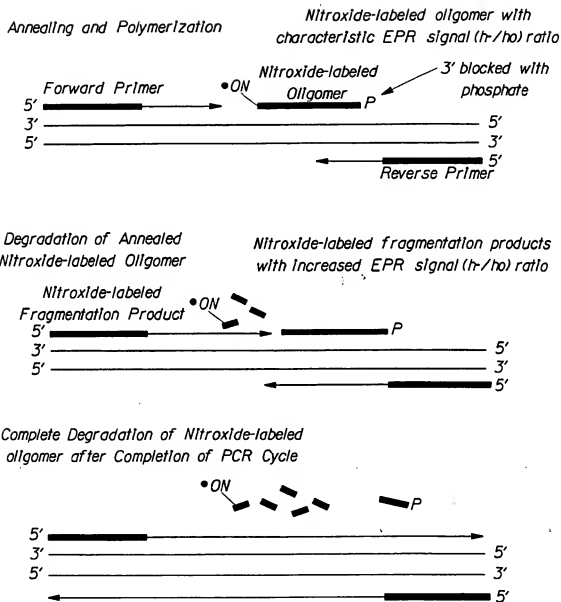 Annealing and Polymerization
Nitroxide-labeled oligomer with
characteristic EPR signal (h-/ho) ratio
Forward Primer
•ON
Nitroxide-labeled
Oligomer
P
3' blocked with
phosphate
5'
3' 5'
5' 3'
5'
Reverse Primer
Degradation of Annealed
Nitroxide-labeled Oligomer
Nitroxide-labeled fragmentation products
with increased EPR signal (h-/ho) ratio
Nitroxide-labeled
Fragmentation Product
•ON
5' P
3' 5'
5' 3'
5'
Complete Degradation of Nitroxide-labeled
oligomer after Completion of PCR Cycle
•ON
P
5'
3' 5'
5' 3'
5'